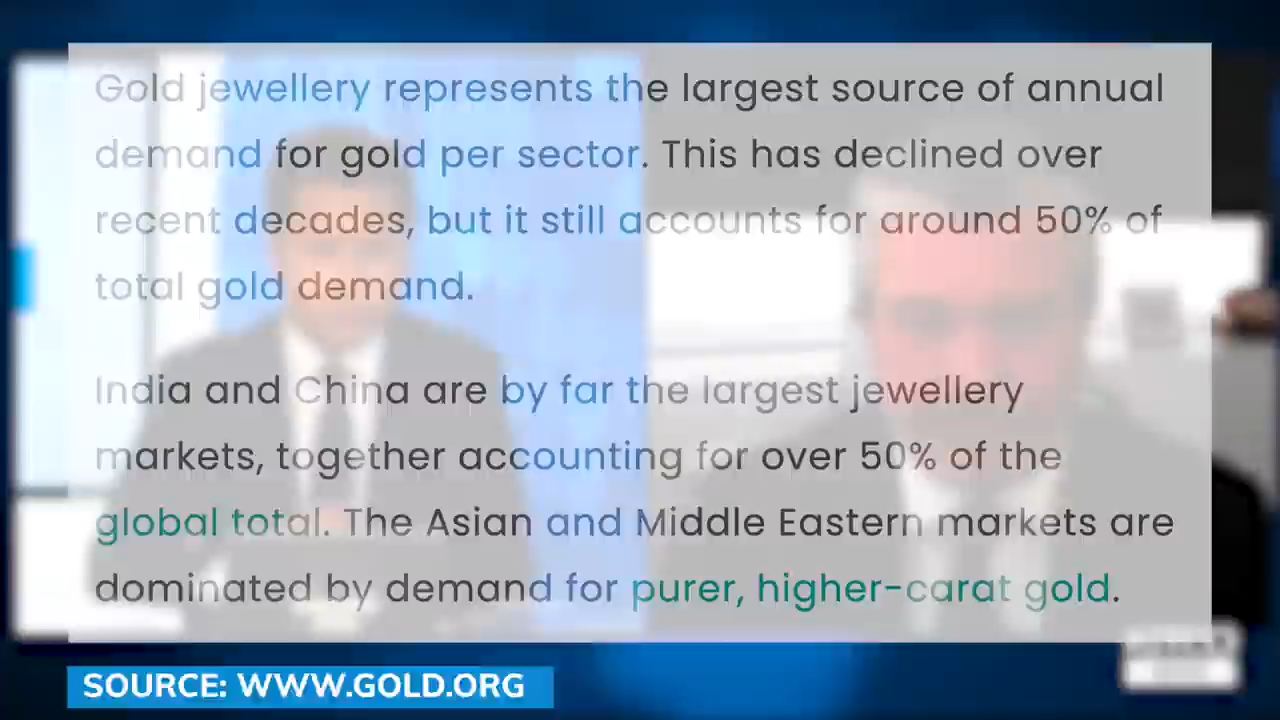 Gold jewellery represents the largest source of annual
demand for gold per sector. This has declined over
recent decades, but it still accounts for around 50% of
total gold demand.
India and China are by far the largest jewellery
markets, together accounting for over 50% of the
global total. The Asian and Middle Eastern markets are
dominated by demand for purer, higher-carat gold.
SOURCE: WWW.GOLD.ORG